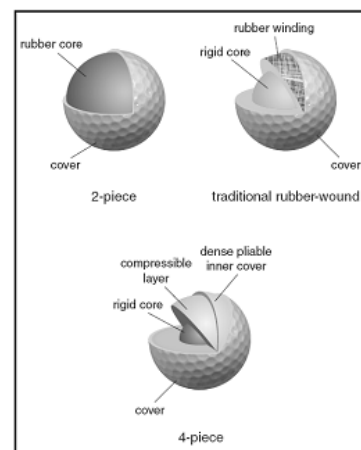 rubber winding
rubber core
rigid core
cover
cover
2-piece
traditional rubber-wound
dense pliable
inner cover
compressible
layer
rigid core
cover
4-piece